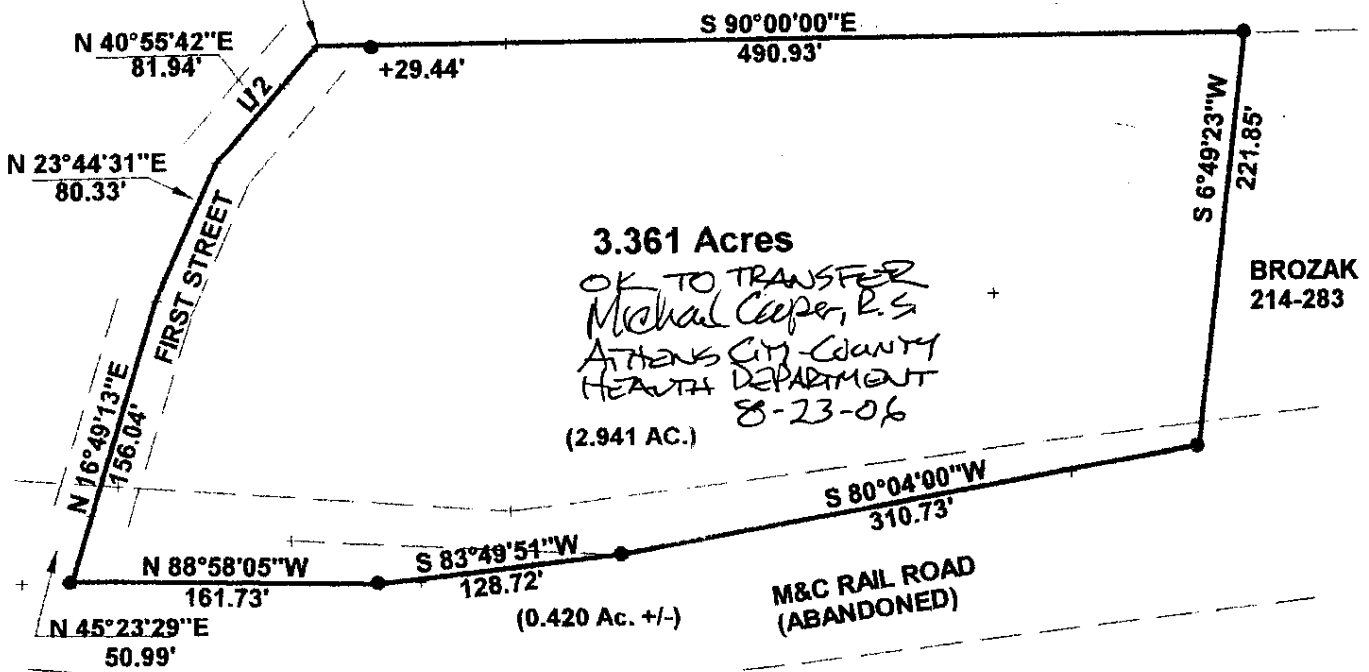 S 90°00'00"E
490.93'
N 40°55'42"E
81.94'
+29.44'
L/2
N 23°44'31"E
80.33'
FIRST STREET
S 6°49'23"W
221.85'
3.361 Acres
OK TO TRANSFER
Michael Cooper, R.S.
ATHENS CITY-COUNTY
HEALTH DEPARTMENT
8-23-06
(2.941 AC.)
BROZAK
214-283
N 16°49'13"E
156.04'
S 80°04'00"W
310.73'
N 88°58'05"W
161.73'
S 83°49'51"W
128.72'
(0.420 Ac. +/-)
M&C RAIL ROAD
(ABANDONED)
N 45°23'29"E
50.99'